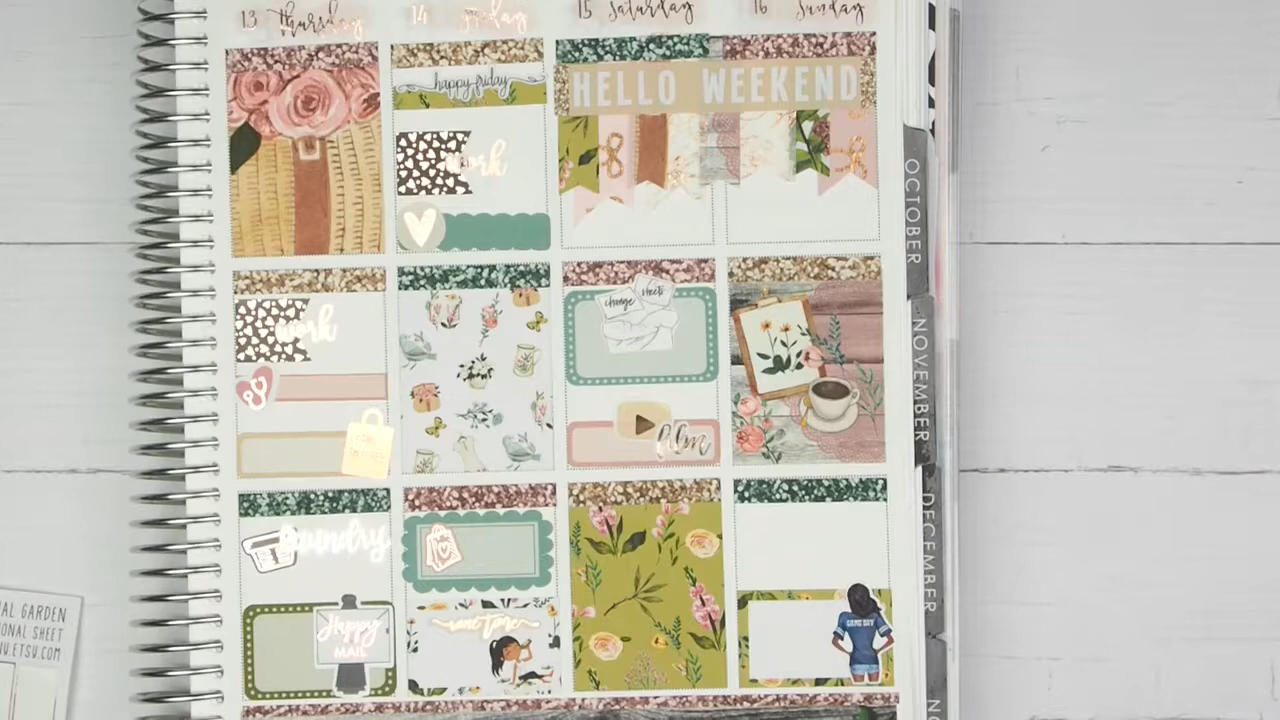 13 Thursday
14 friday
15 Saturday
16 Sunday
happy friday
HELLO WEEKEND
work
work
change sheets
film
laundry
Happy
MAIL
wine time
GAME DAY
OCTOBER
NOVEMBER
DECEMBER
AL GARDEN
ONAL SHEET
U.ETSY.COM